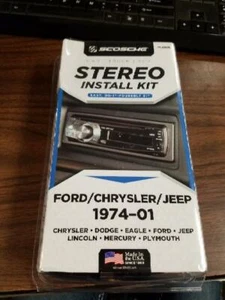 SCOSCHE
STEREO
INSTALL KIT
FORD/CHRYSLER/JEEP
1974-01
CHRYSLER • DODGE • EAGLE • FORD • JEEP
LINCOLN • MERCURY • PLYMOUTH
Made In
the U.S.A.